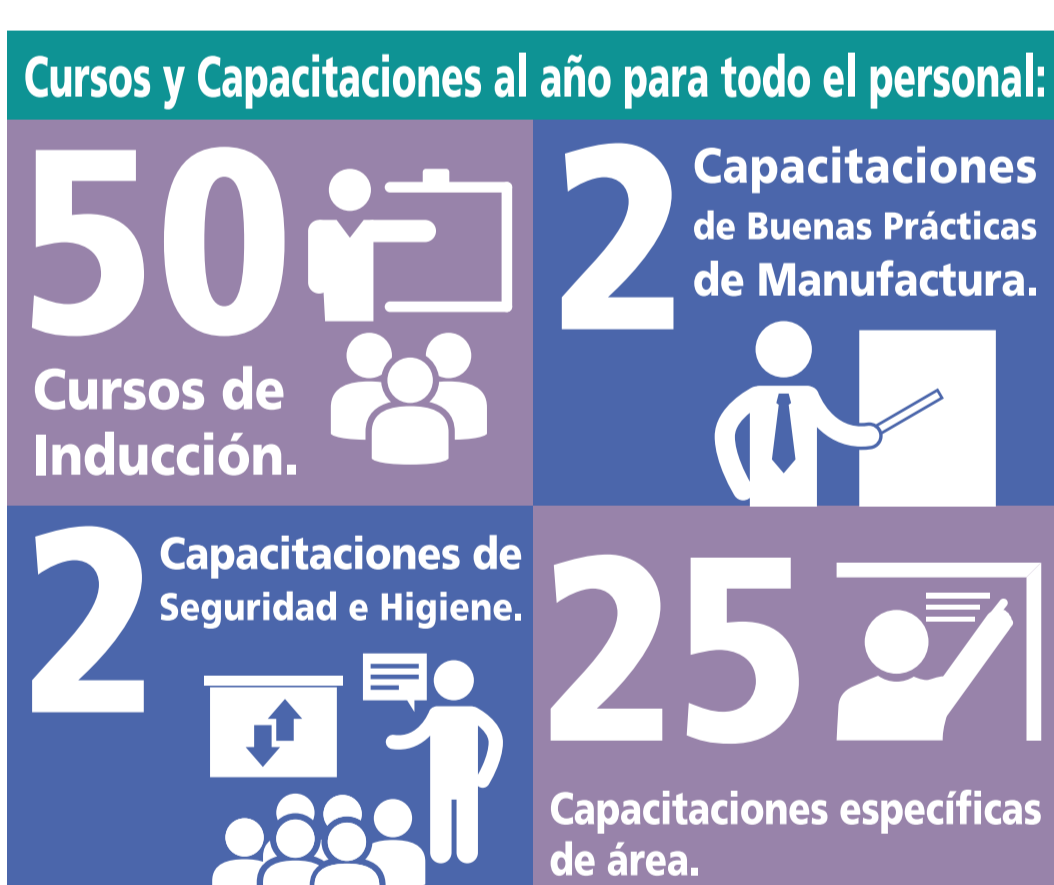 Cursos y Capacitaciones al año para todo el personal:
50
Cursos de
Inducción.
2
Capacitaciones
de Buenas Prácticas
de Manufactura.
2
Capacitaciones de
Seguridad e Higiene.
25
Capacitaciones específicas
de área.